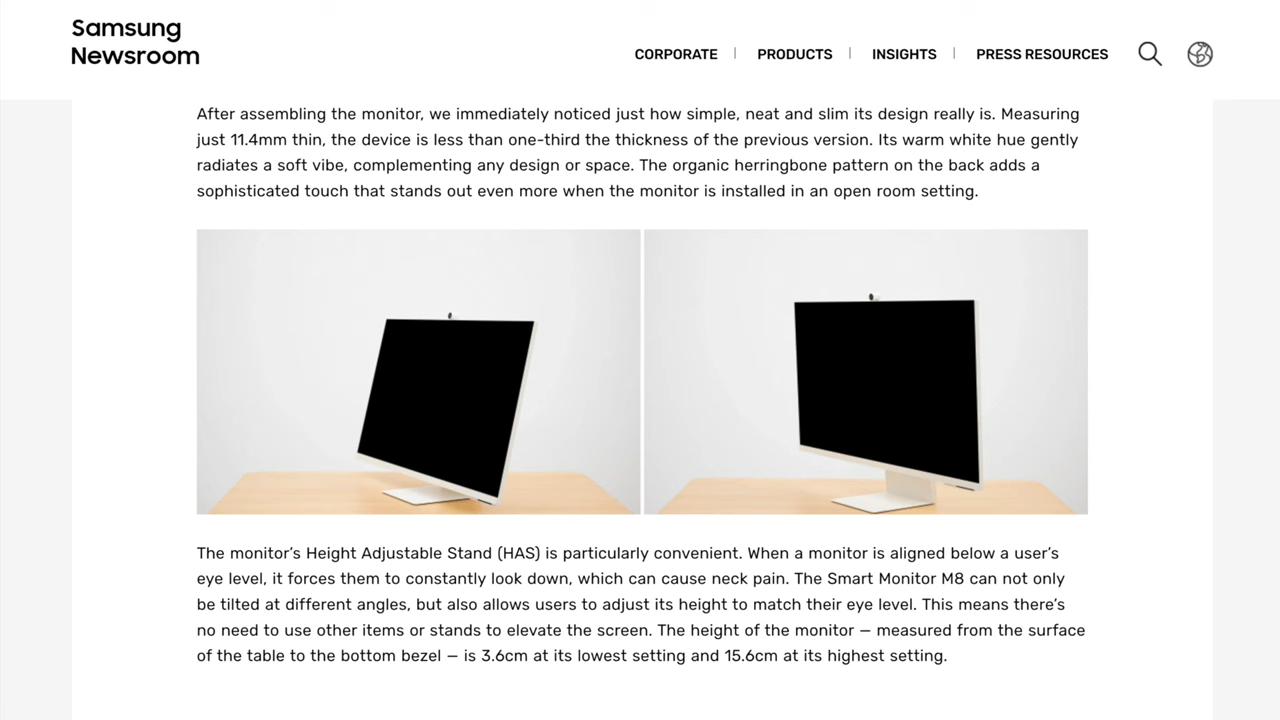 Samsung
Newsroom
CORPORATE
PRODUCTS
INSIGHTS
PRESS RESOURCES
After assembling the monitor, we immediately noticed just how simple, neat and slim its design really is. Measuring
just 11.4mm thin, the device is less than one-third the thickness of the previous version. Its warm white hue gently
radiates a soft vibe, complementing any design or space. The organic herringbone pattern on the back adds a
sophisticated touch that stands out even more when the monitor is installed in an open room setting.
The monitor’s Height Adjustable Stand (HAS) is particularly convenient. When a monitor is aligned below a user’s
eye level, it forces them to constantly look down, which can cause neck pain. The Smart Monitor M8 can not only
be tilted at different angles, but also allows users to adjust its height to match their eye level. This means there’s
no need to use other items or stands to elevate the screen. The height of the monitor — measured from the surface
of the table to the bottom bezel — is 3.6cm at its lowest setting and 15.6cm at its highest setting.